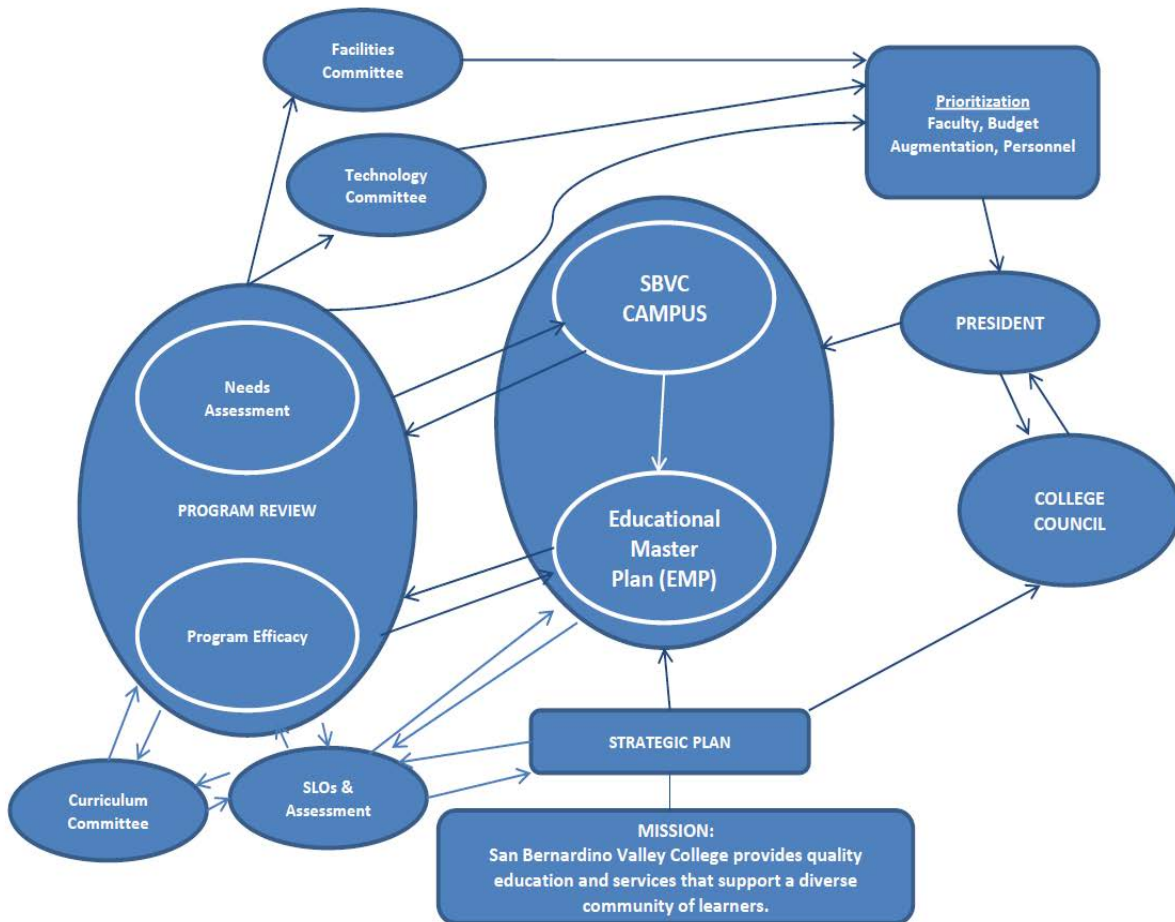 Facilities
Committee
Prioritization
Faculty, Budget
Augmentation, Personnel
Technology
Committee
SBVC
CAMPUS
PRESIDENT
Needs
Assessment
PROGRAM REVIEW
COLLEGE
COUNCIL
Educational
Master
Plan (EMP)
Program Efficacy
STRATEGIC PLAN
SLOs &
Assessment
Curriculum
Committee
MISSION:
San Bernardino Valley College provides quality
education and services that support a diverse
community of learners.